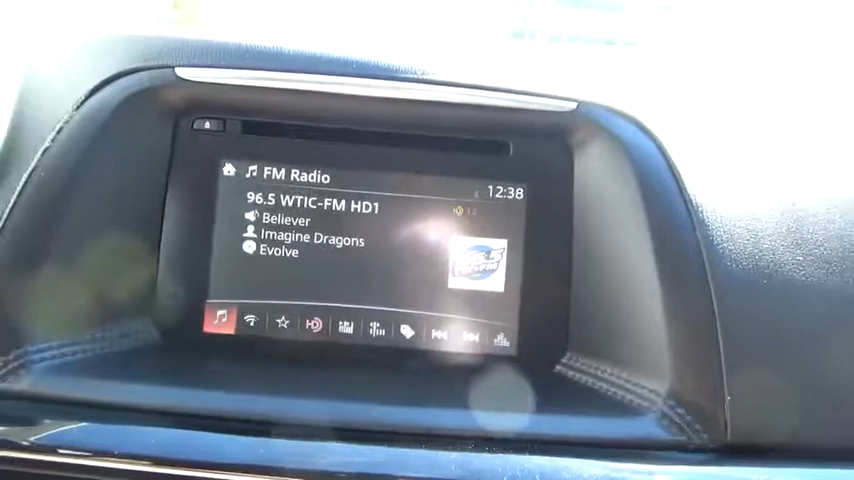 FM Radio
12:38
96.5 WTIC-FM HD1
Believer
Imagine Dragons
Evolve